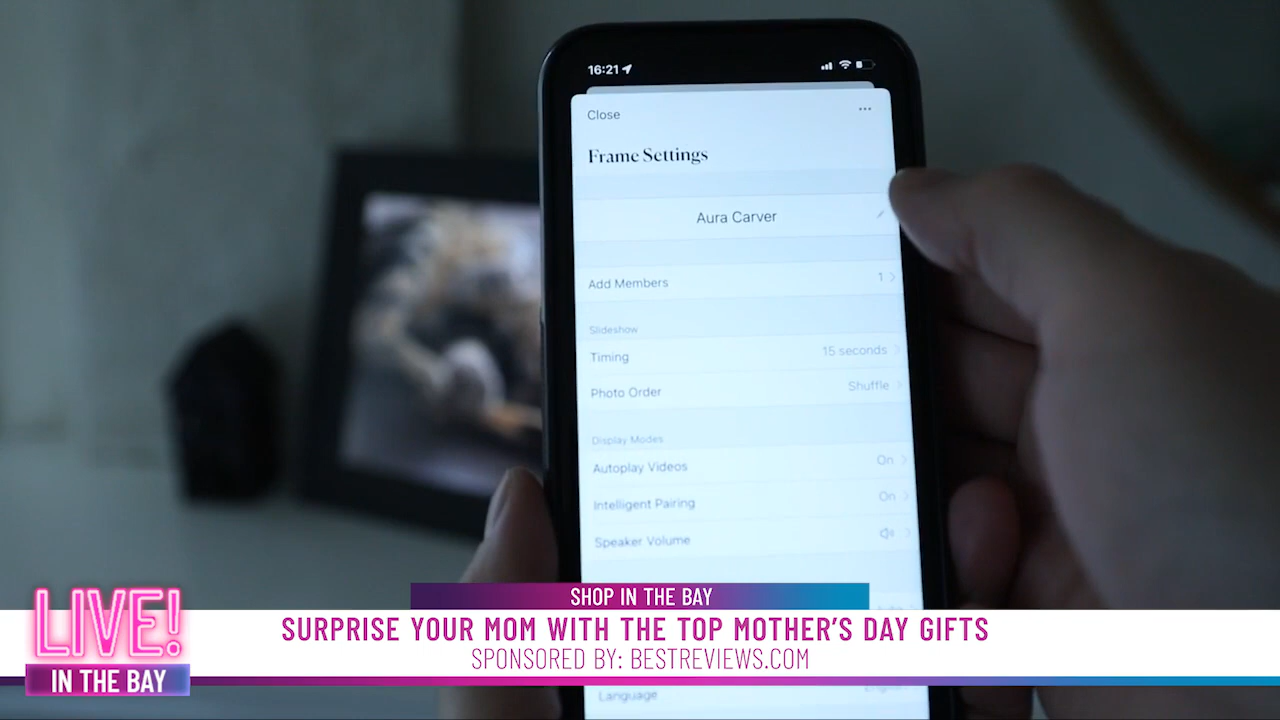 16:21
Close
Frame Settings
Aura Carver
Add Members 1
Slideshow
Timing 15 seconds
Photo Order Shuffle
Display Modes
Autoplay Videos On
Intelligent Pairing On
Speaker Volume
SHOP IN THE BAY
SURPRISE YOUR MOM WITH THE TOP MOTHER'S DAY GIFTS
SPONSORED BY: BESTREVIEWS.COM
LIVE!
IN THE BAY
Language